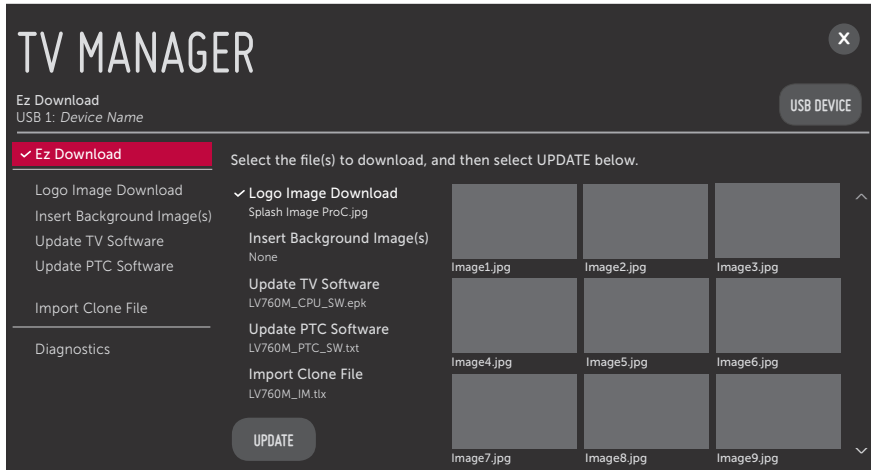 TV MANAGER
X
Ez Download
USB 1: Device Name
USB DEVICE
Ez Download
Logo Image Download
Insert Background Image(s)
Update TV Software
Update PTC Software
Import Clone File
Diagnostics
Select the file(s) to download, and then select UPDATE below.
Logo Image Download
Splash Image ProC.jpg
Insert Background Image(s)
None
Update TV Software
LV760M_CPU_SW.epk
Update PTC Software
LV760M_PTC_SW.txt
Import Clone File
LV760M_IM.tlx
UPDATE
Image1.jpg
Image2.jpg
Image3.jpg
Image4.jpg
Image5.jpg
Image6.jpg
Image7.jpg
Image8.jpg
Image9.jpg